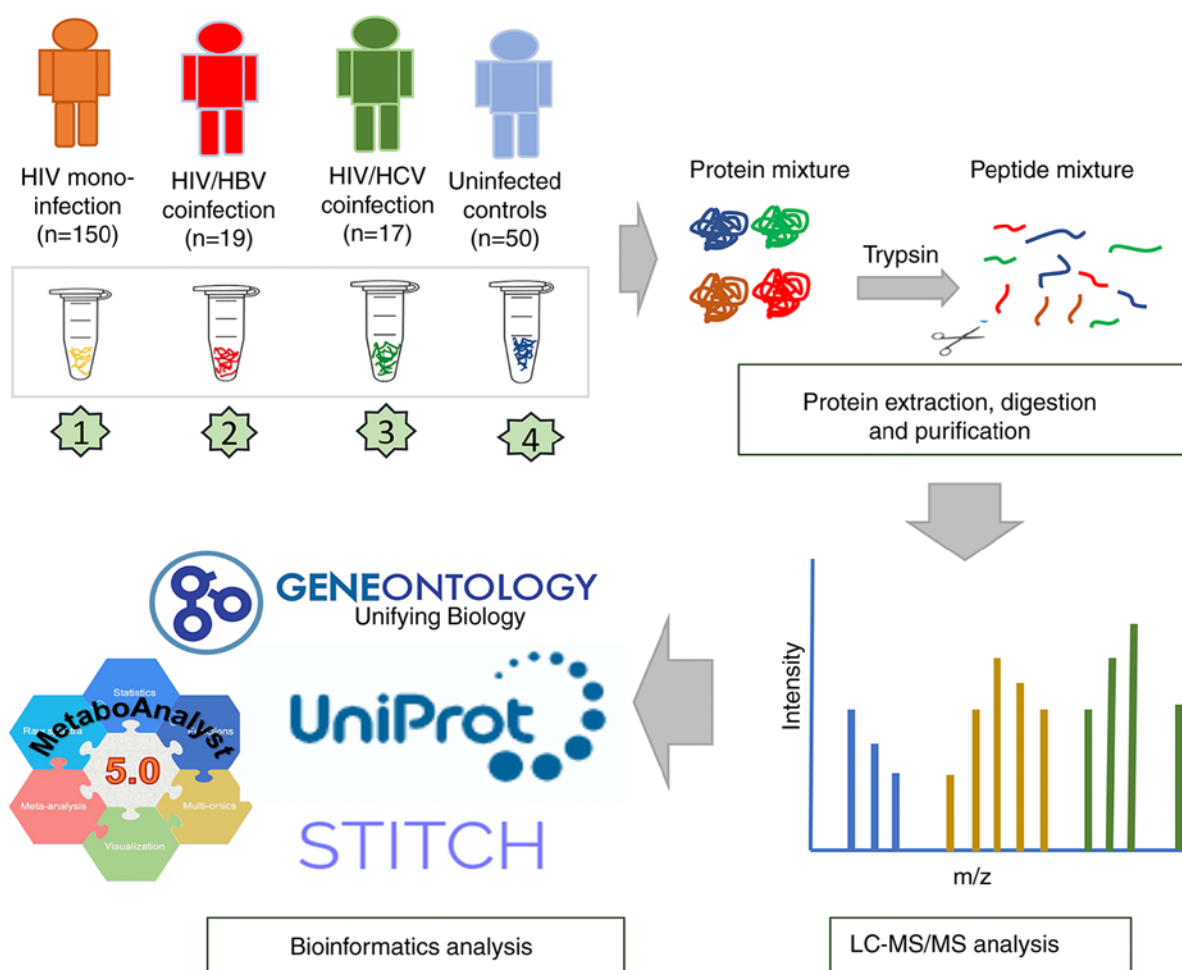 HIV mono-
infection
(n=150)
HIV/HBV
coinfection
(n=19)
HIV/HCV
coinfection
(n=17)
Uninfected
controls
(n=50)
1
2
3
4
Protein mixture
Peptide mixture
Trypsin
Protein extraction, digestion
and purification
GENEONTOLOGY
Unifying Biology
UniProt
STITCH
Statistics
MetaboAnalyst
5.0
Meta-analysis
Multi-omics
Visualization
Intensity
m/z
Bioinformatics analysis
LC-MS/MS analysis